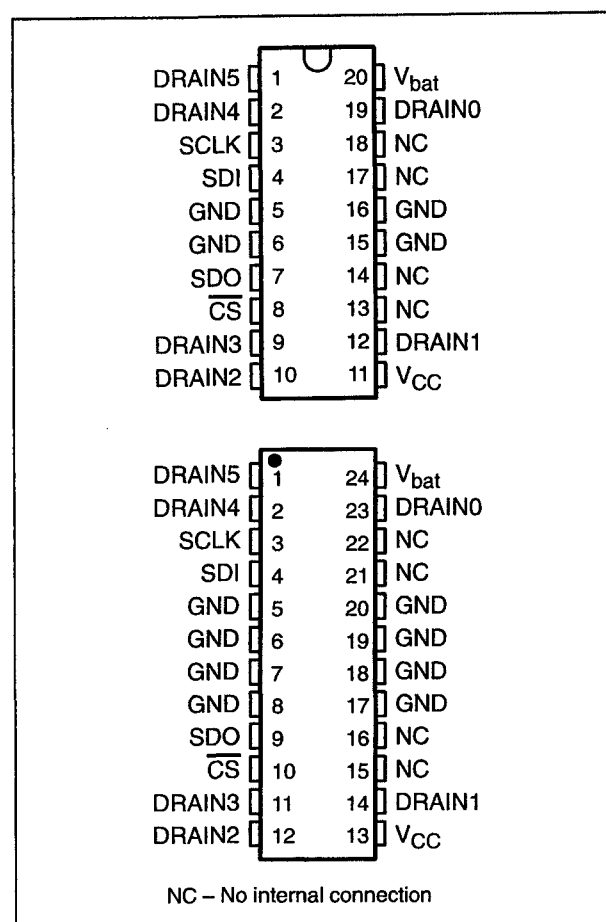 DRAIN5 1 20 Vbat
DRAIN4 2 19 DRAIN0
SCLK 3 18 NC
SDI 4 17 NC
GND 5 16 GND
GND 6 15 GND
SDO 7 14 NC
C̅S̅ 8 13 NC
DRAIN3 9 12 DRAIN1
DRAIN2 10 11 VCC
DRAIN5 1 24 Vbat
DRAIN4 2 23 DRAIN0
SCLK 3 22 NC
SDI 4 21 NC
GND 5 20 GND
GND 6 19 GND
GND 7 18 GND
GND 8 17 GND
SDO 9 16 NC
C̅S̅ 10 15 NC
DRAIN3 11 14 DRAIN1
DRAIN2 12 13 VCC
NC – No internal connection